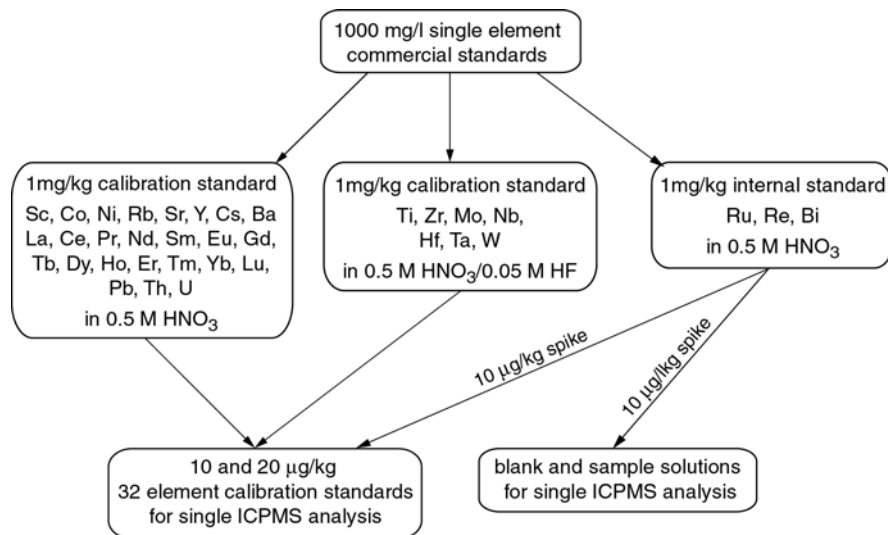 1000 mg/l single element
commercial standards
1mg/kg calibration standard
Sc, Co, Ni, Rb, Sr, Y, Cs, Ba
La, Ce, Pr, Nd, Sm, Eu, Gd,
Tb, Dy, Ho, Er, Tm, Yb, Lu,
Pb, Th, U
in 0.5 M HNO3
1mg/kg calibration standard
Ti, Zr, Mo, Nb,
Hf, Ta, W
in 0.5 M HNO3/0.05 M HF
1mg/kg internal standard
Ru, Re, Bi
in 0.5 M HNO3
10 μg/kg spike
10 μg/lkg spike
10 and 20 μg/kg
32 element calibration standards
for single ICPMS analysis
blank and sample solutions
for single ICPMS analysis